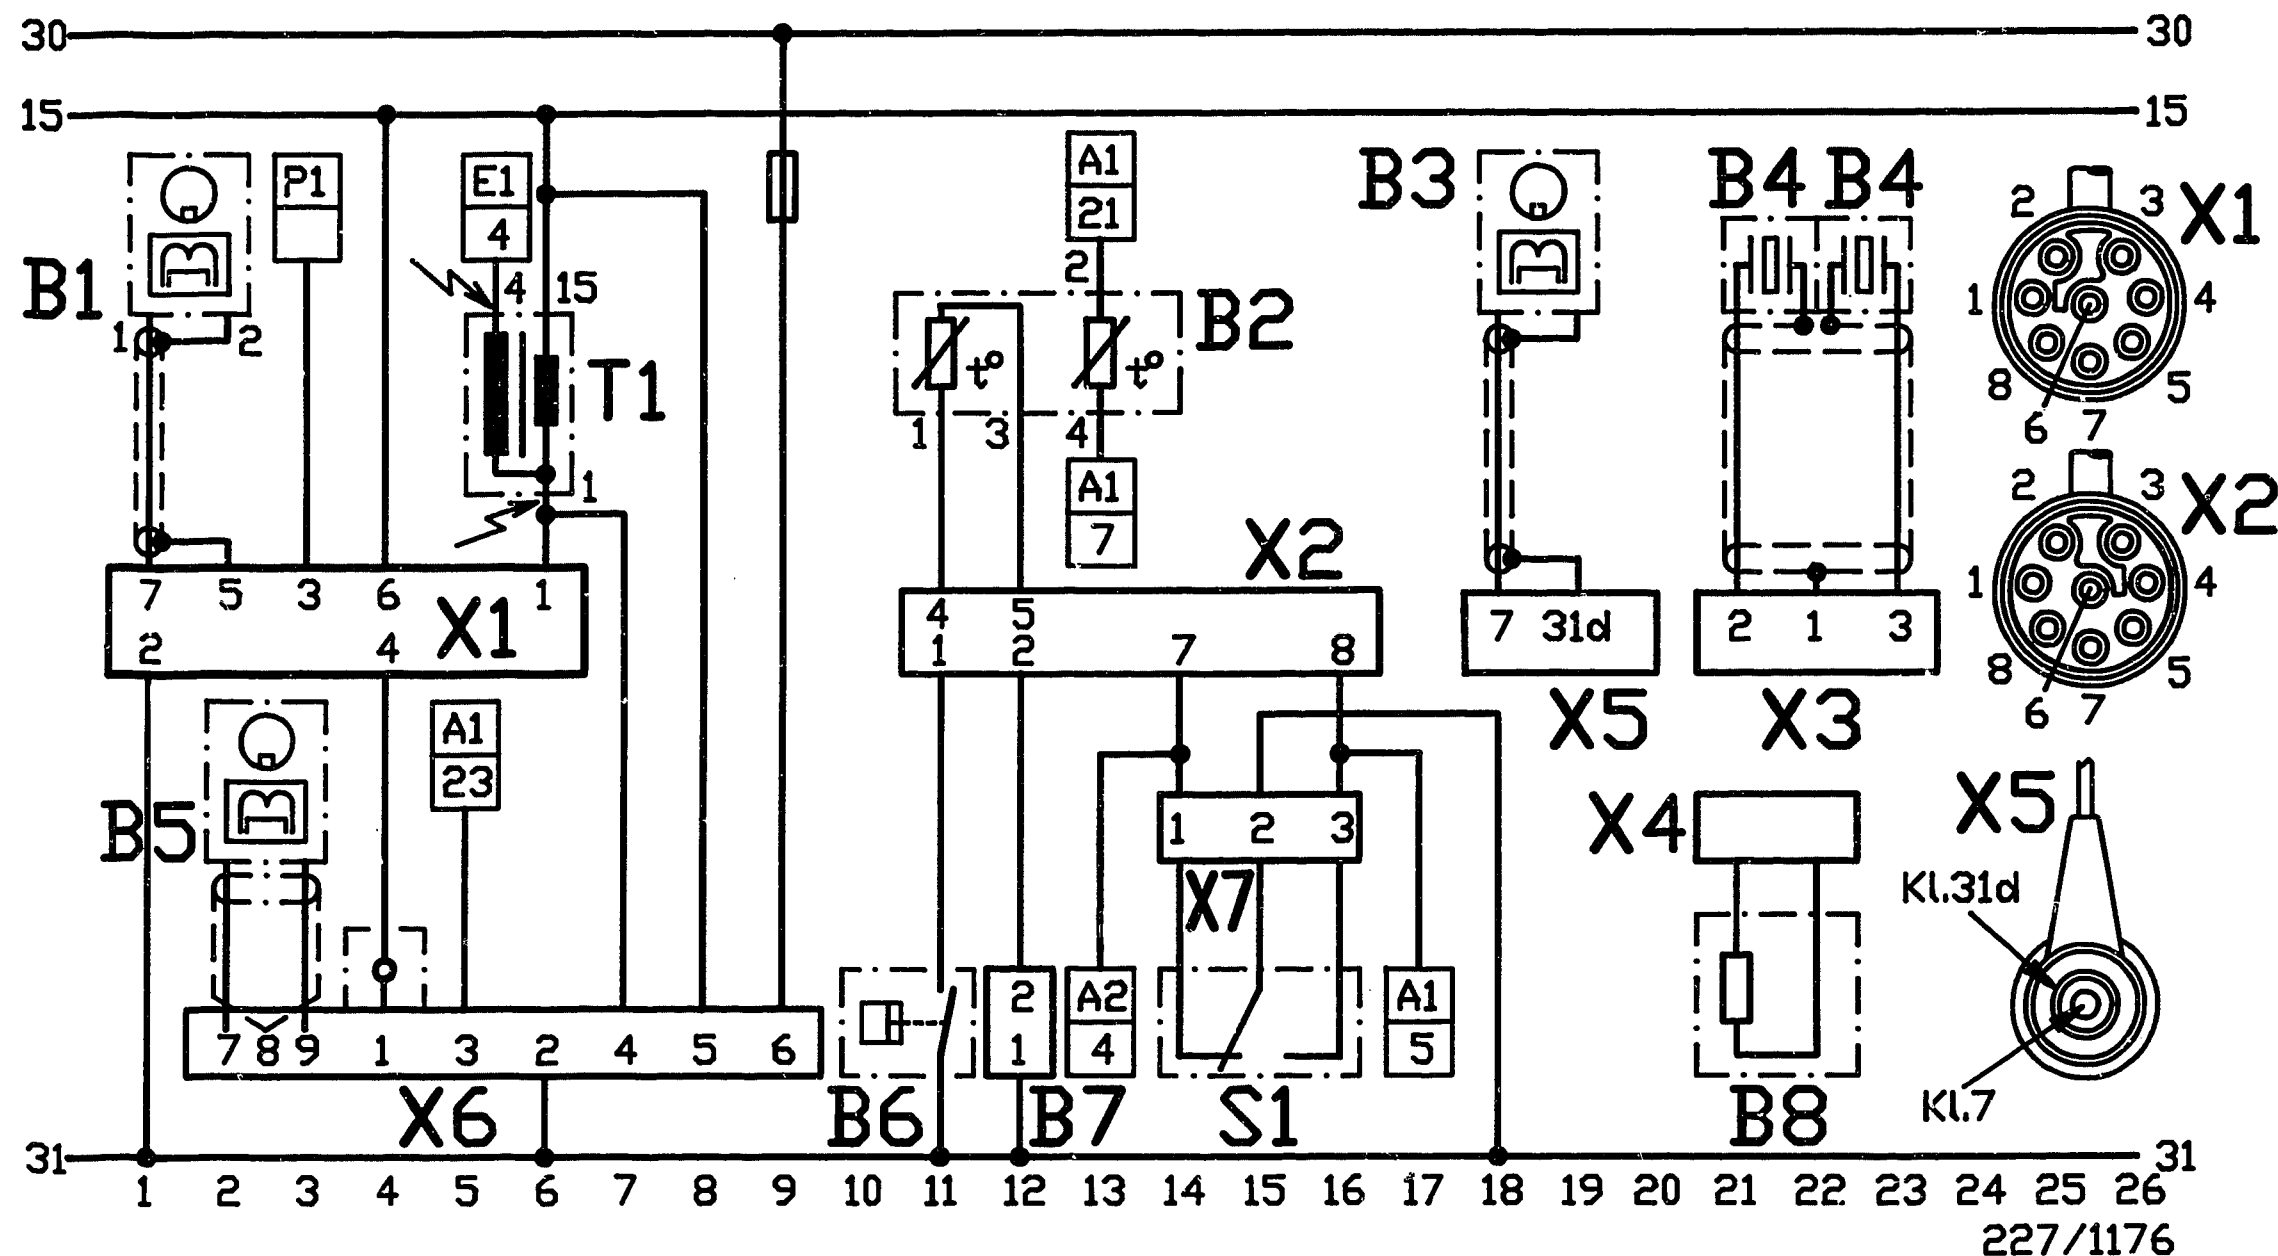 30 30
15 15
B3 B4 B4
A1
P1 E1
2 3 X1
21
4
2
B1
4 15
1 4
B2
1 2
T1
t° t°
8 5
1 3 4
6 7
1
A1
2 3 X2
7
X2
7 5 3 6 1
1 4
4 5
X1
7 31d
2 1 3
2 4
1 2 7 8
8 5
6 7
A1
X5 X3
23
B5
1 2 3
X4
X5
X7
Kl.31d
2 A2 A1
7 8 9 1 3 2 4 5 6
1 4 5
X6
B6 B7 S1 B8
Kl.7
31 31
1 2 3 4 5 6 7 8 9 10 11 12 13 14 15 16 17 18 19 20 21 22 23 24 25 26
227/1176